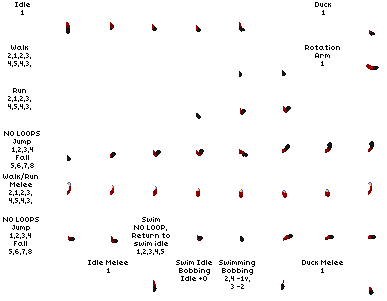 Idle
1
Duck
1
Walk
2,1,2,3,
4,5,4,3,
Rotation
Arm
1
Run
2,1,2,3,
4,5,4,3,
NO LOOPS
Jump
1,2,3,4
Fall
5,6,7,8
Walk/Run
Melee
2,1,2,3,
4,5,4,3,
NO LOOPS
Jump
1,2,3,4
Fall
5,6,7,8
Swim
NO LOOP,
Return to
swim idle
1,2,3,4,5
Idle Melee
1
Swim Idle
Bobbing
Idle +0
Swimming
Bobbing
2,4 -1v,
3 -2
Duck Melee
1